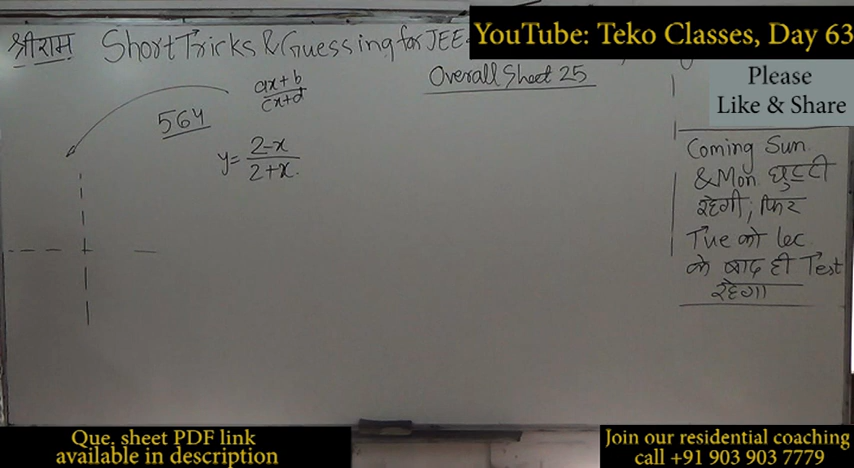 श्रीराम Short Tricks & Guessing for JEE
YouTube: Teko Classes, Day 63
Overall Sheet 25
Please
Like & Share
ax+b
cx+d
564
y= 2-x
2+x.
Coming Sun.
& Mon. छुट्टी
रहेगी; फिर
Tue को lec.
के बाद ही Test
रहेगा
Que. sheet PDF link
available in description
Join our residential coaching
call +91 903 903 7779